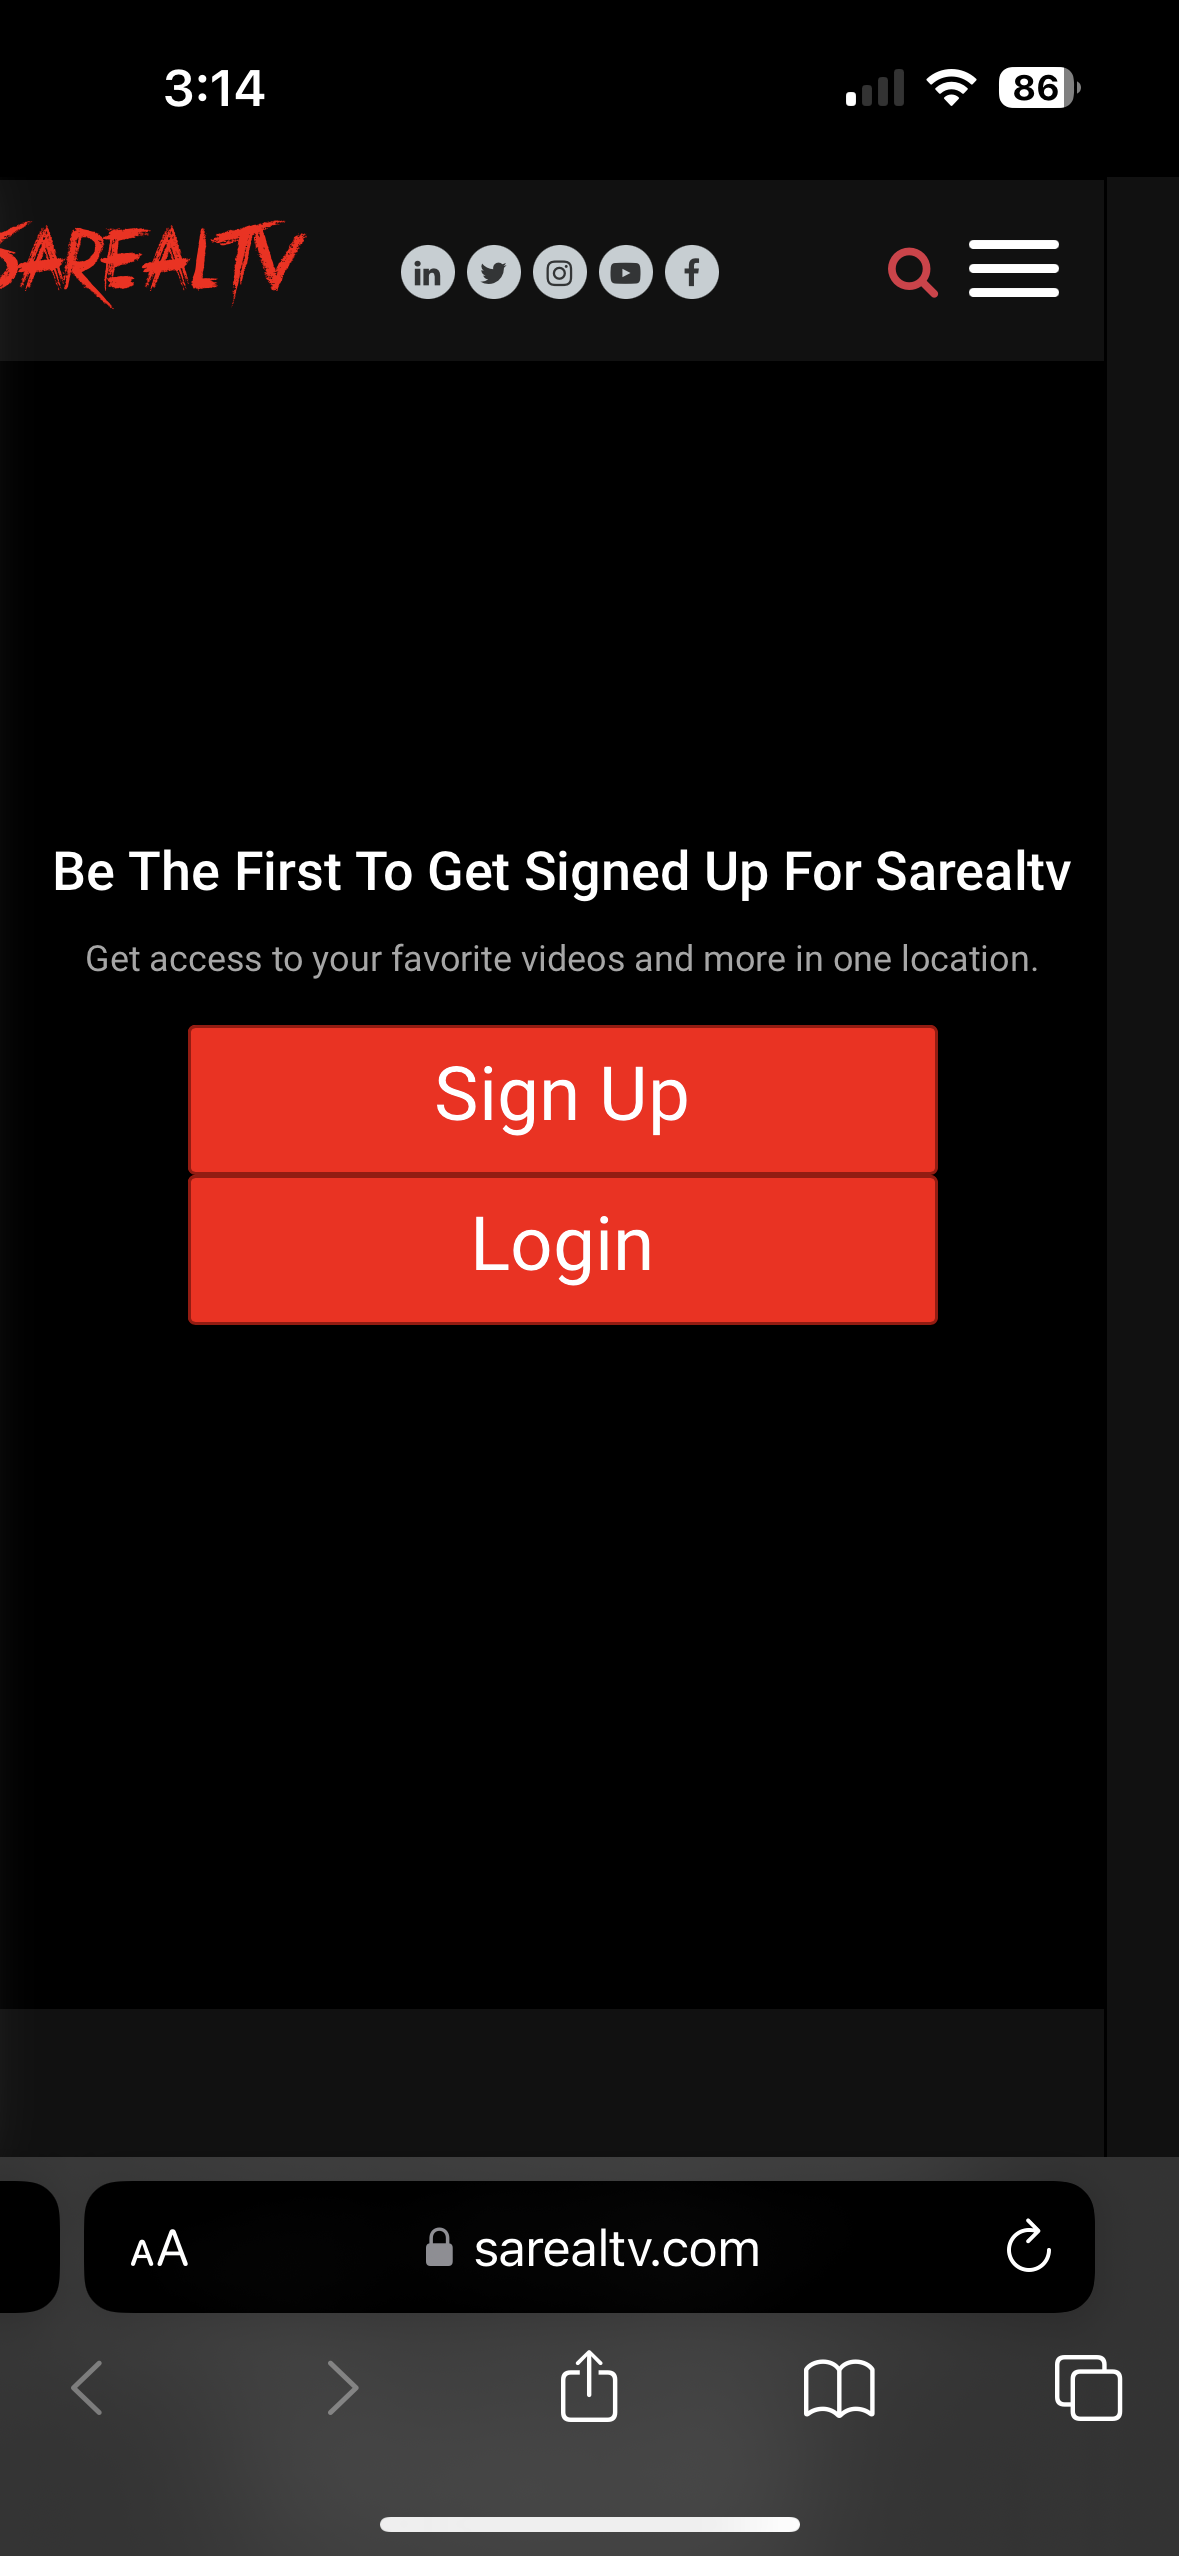 3:14
86
SAREALTV
Be The First To Get Signed Up For Sarealtv
Get access to your favorite videos and more in one location.
Sign Up
Login
AA
sarealtv.com